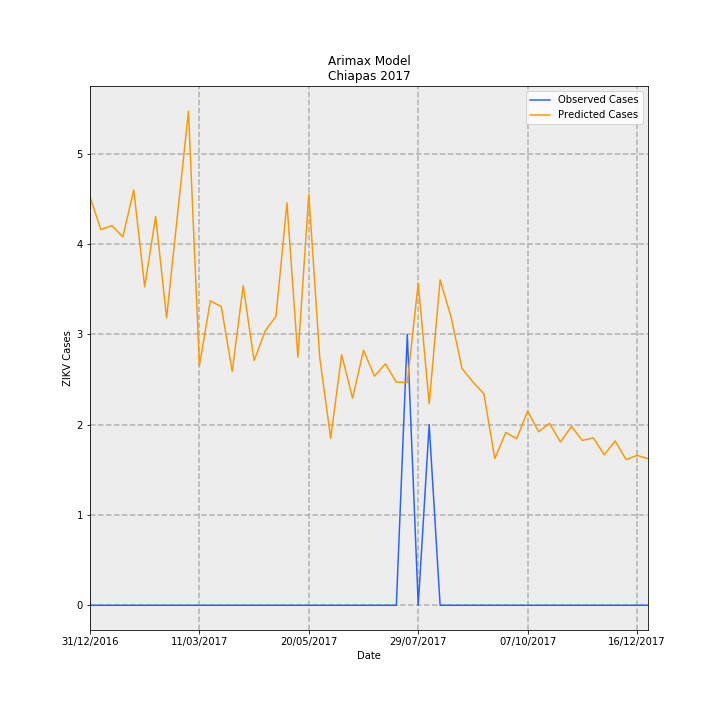 Arimax Model
Chiapas 2017
Observed Cases
Predicted Cases
ZIKV Cases
5
4
3
2
1
0
31/12/2016 11/03/2017 20/05/2017 29/07/2017 07/10/2017 16/12/2017
Date